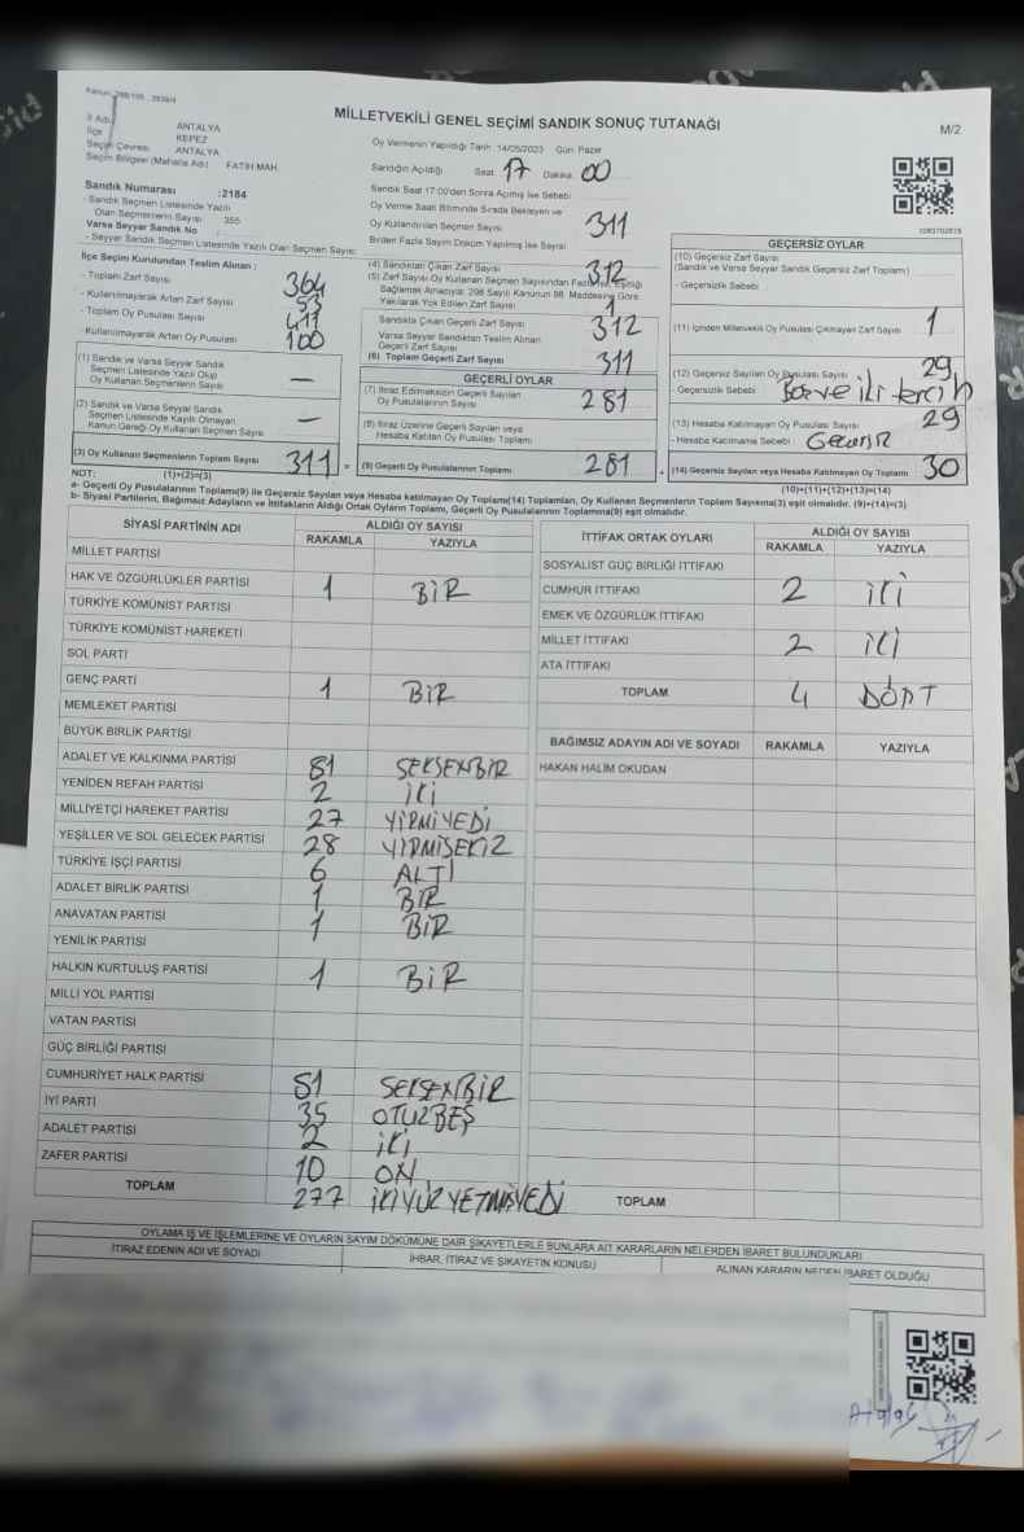 MİLLETVEKİLİ GENEL SEÇİMİ SANDIK SONUÇ TUTANAĞI
M/2
İl Adı ANTALYA
İlçe KEPEZ
Seçim Çevresi ANTALYA
Seçim Bölgesi (Mahalle Adı) FATİH MAH.
Oy Vermenin Yapıldığı Tarih :14/05/2023 Gün: Pazar
Sandığın Açıldığı Saat 17 Dakika 00
Sandık Saat 17:00'den Sonra Açılmış İse Sebebi
Sandık Numarası :2184
- Sandık Seçmen Listesinde Yazılı
Olan Seçmenlerin Sayısı : 355
Varsa Seyyar Sandık No
- Seyyar Sandık Seçmen Listesinde Yazılı Olan Seçmen Sayısı:
Oy Verme Saati Bitiminde Sırada Bekleyen ve
Oy Kullandırılan Seçmen Sayısı 311
Birden Fazla Sayım Döküm Yapılmış İse Sayısı
İlçe Seçim Kurulundan Teslim Alınan :
- Toplam Zarf Sayısı 364
- Kullanılmayarak Artan Zarf Sayısı 53
- Toplam Oy Pusulası Sayısı 411
- Kullanılmayarak Artan Oy Pusulası 100
(1) Sandık ve Varsa Seyyar Sandık
Seçmen Listesinde Yazılı Olup
Oy Kullanan Seçmenlerin Sayısı —
(2) Sandık ve Varsa Seyyar Sandık
Seçmen Listesinde Kayıtlı Olmayan
Kanun Gereği Oy Kullanan Seçmenlerin Sayısı —
(3) Oy Kullanan Seçmenlerin Toplam Sayısı 311 =
(4) Sandıktan Çıkan Zarf Sayısı 312
(5) Zarf Sayısı Oy Kullanan Seçmen Sayısından Fazla İse, Eşitliği
Sağlamak Amacıyla, 298 Sayılı Kanunun 98. Maddesine Göre
Yakılarak Yok Edilen Zarf Sayısı 1
Sandıkta Çıkan Geçerli Zarf Sayısı 312
Varsa Seyyar Sandıktan Teslim Alınan
Geçerli Zarf Sayısı
(6) Toplam Geçerli Zarf Sayısı 311
GEÇERLİ OYLAR
(7) İtiraz Edilmeksizin Geçerli Sayılan
Oy Pusulalarının Sayısı 281
(8) İtiraz Üzerine Geçerli Sayılan veya
Hesaba Katılan Oy Pusulası Toplamı
(9) Geçerli Oy Pusulalarının Toplamı 281 +
GEÇERSİZ OYLAR
(10) Geçersiz Zarf Sayısı
(Sandık ve Varsa Seyyar Sandık Geçersiz Zarf Toplamı)
- Geçersizlik Sebebi
(11) İçinden Milletvekili Oy Pusulası Çıkmayan Zarf Sayısı 1
(12) Geçersiz Sayılan Oy Pusulası Sayısı 29
Geçersizlik Sebebi Boş ve iki tercih
(13) Hesaba Katılmayan Oy Pusulası Sayısı 29
- Hesaba Katılmama Sebebi
(14) Geçersiz Sayılan veya Hesaba Katılmayan Oy Toplamı 30
NOT: (1)+(2)=(3)
(10)+(11)+(12)+(13)=(14)
a- Geçerli Oy Pusulalarının Toplamı(9) ile Geçersiz Sayılan veya Hesaba katılmayan Oy Toplamı(14) Toplamları, Oy Kullanan Seçmenlerin Toplam Sayısına(3) eşit olmalıdır. (9)+(14)=(3)
b- Siyasi Partilerin, Bağımsız Adayların ve İttifakların Aldığı Ortak Oyların Toplamı, Geçerli Oy Pusulalarının Toplamına(9) eşit olmalıdır.
SİYASİ PARTİNİN ADI ALDIĞI OY SAYISI
RAKAMLA YAZIYLA
MİLLET PARTİSİ
HAK VE ÖZGÜRLÜKLER PARTİSİ 1 BİR
TÜRKİYE KOMÜNİST PARTİSİ
TÜRKİYE KOMÜNİST HAREKETİ
SOL PARTİ
GENÇ PARTİ 1 BİR
MEMLEKET PARTİSİ
BÜYÜK BİRLİK PARTİSİ
ADALET VE KALKINMA PARTİSİ 81 SEKSENBİR
YENİDEN REFAH PARTİSİ 2 İKİ
MİLLİYETÇİ HAREKET PARTİSİ 27 YİRMİYEDİ
YEŞİLLER VE SOL GELECEK PARTİSİ 28 YİRMİSEKİZ
TÜRKİYE İŞÇİ PARTİSİ 6 ALTI
ADALET BİRLİK PARTİSİ 1 BİR
ANAVATAN PARTİSİ 1 BİR
YENİLİK PARTİSİ
HALKIN KURTULUŞ PARTİSİ 1 BİR
MİLLİ YOL PARTİSİ
VATAN PARTİSİ
GÜÇ BİRLİĞİ PARTİSİ
CUMHURİYET HALK PARTİSİ 81 SEKSENBİR
İYİ PARTİ 35 OTUZBEŞ
ADALET PARTİSİ 2 İKİ
ZAFER PARTİSİ 10 ON
TOPLAM 277 İKİYÜZYETMİŞYEDİ
İTTİFAK ORTAK OYLARI ALDIĞI OY SAYISI
RAKAMLA YAZIYLA
SOSYALİST GÜÇ BİRLİĞİ İTTİFAKI
CUMHUR İTTİFAKI 2 İKİ
EMEK VE ÖZGÜRLÜK İTTİFAKI
MİLLET İTTİFAKI 2 İKİ
ATA İTTİFAKI
TOPLAM 4 DÖRT
BAĞIMSIZ ADAYIN ADI VE SOYADI RAKAMLA YAZIYLA
HAKAN HALİM OKUDAN
TOPLAM
OYLAMA İŞ VE İŞLEMLERİNE VE OYLARIN SAYIM DÖKÜMÜNE DAİR ŞİKAYETLERLE BUNLARA AİT KARARLARIN NELERDEN İBARET BULUNDUKLARI
İTİRAZ EDENİN ADI VE SOYADI İHBAR, İTİRAZ VE ŞİKAYETİN KONUSU ALINAN KARARIN NEDEN İBARET OLDUĞU